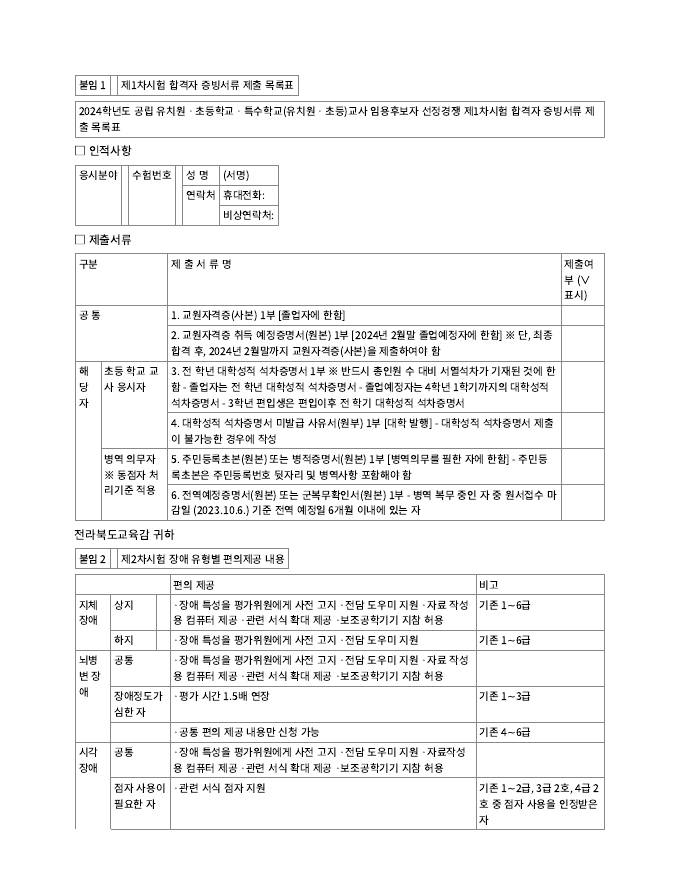 붙임 1 제1차시험 합격자 증빙서류 제출 목록표
2024학년도 공립 유치원ㆍ초등학교ㆍ특수학교(유치원ㆍ초등)교사 임용후보자 선정경쟁 제1차시험 합격자 증빙서류 제
출 목록표
□ 인적사항
응시분야 수험번호 성 명 (서명)
연락처 휴대전화:
비상연락처:
□ 제출서류
구분 제 출 서 류 명 제출여
부 (∨
표시)
공 통 1. 교원자격증(사본) 1부 [졸업자에 한함]
2. 교원자격증 취득 예정증명서(원본) 1부 [2024년 2월말 졸업예정자에 한함] ※ 단, 최종
합격 후, 2024년 2월말까지 교원자격증(사본)을 제출하여야 함
해 초등 학교 교 3. 전 학년 대학성적 석차증명서 1부 ※ 반드시 총인원 수 대비 서열석차가 기재된 것에 한
당 사 응시자 함 - 졸업자는 전 학년 대학성적 석차증명서 - 졸업예정자는 4학년 1학기까지의 대학성적
자 석차증명서 - 3학년 편입생은 편입이후 전 학기 대학성적 석차증명서
4. 대학성적 석차증명서 미발급 사유서(원부) 1부 [대학 발행] - 대학성적 석차증명서 제출
이 불가능한 경우에 작성
병역 의무자 5. 주민등록초본(원본) 또는 병적증명서(원본) 1부 [병역의무를 필한 자에 한함] - 주민등
※ 동점자 처 록초본은 주민등록번호 뒷자리 및 병역사항 포함해야 함
리기준 적용 6. 전역예정증명서(원본) 또는 군복무확인서(원본) 1부 - 병역 복무 중인 자 중 원서접수 마
감일 (2023.10.6.) 기준 전역 예정일 6개월 이내에 있는 자
전라북도교육감 귀하
붙임 2 제2차시험 장애 유형별 편의제공 내용
편의 제공 비고
지체 상지 ·장애 특성을 평가위원에게 사전 고지 ·전담 도우미 지원 ·자료 작성 기존 1~6급
장애 용 컴퓨터 제공 ·관련 서식 확대 제공 ·보조공학기기 지참 허용
하지 ·장애 특성을 평가위원에게 사전 고지 ·전담 도우미 지원 기존 1~6급
뇌병 공통 ·장애 특성을 평가위원에게 사전 고지 ·전담 도우미 지원 ·자료 작성
변 장 용 컴퓨터 제공 ·관련 서식 확대 제공 ·보조공학기기 지참 허용
애 장애정도가 ·평가 시간 1.5배 연장 기존 1~3급
심한 자
·공통 편의 제공 내용만 신청 가능 기존 4~6급
시각 공통 ·장애 특성을 평가위원에게 사전 고지 ·전담 도우미 지원 ·자료작성
장애 용 컴퓨터 제공 ·관련 서식 확대 제공 ·보조공학기기 지참 허용
점자 사용이 ·관련 서식 점자 지원 기존 1~2급, 3급 2호, 4급 2
필요한 자 호 중 점자 사용을 인정받은
자